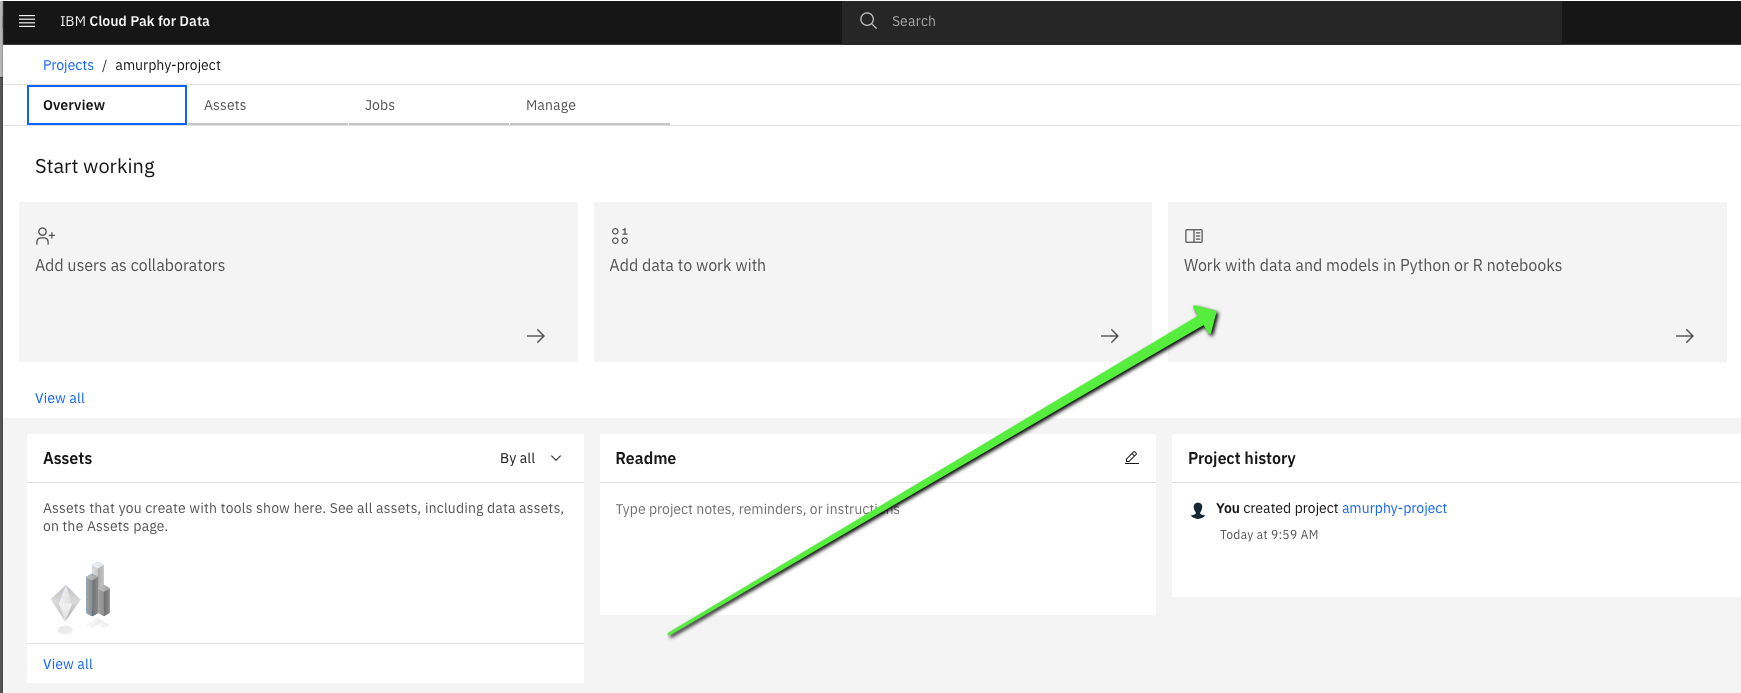 IBM Cloud Pak for Data
Search
Projects / amurphy-project
Overview
Assets
Jobs
Manage
Start working
Add users as collaborators
Add data to work with
Work with data and models in Python or R notebooks
View all
Assets
By all
Assets that you create with tools show here. See all assets, including data assets,
on the Assets page.
View all
Readme
Type project notes, reminders, or instructions
Project history
You created project amurphy-project
Today at 9:59 AM